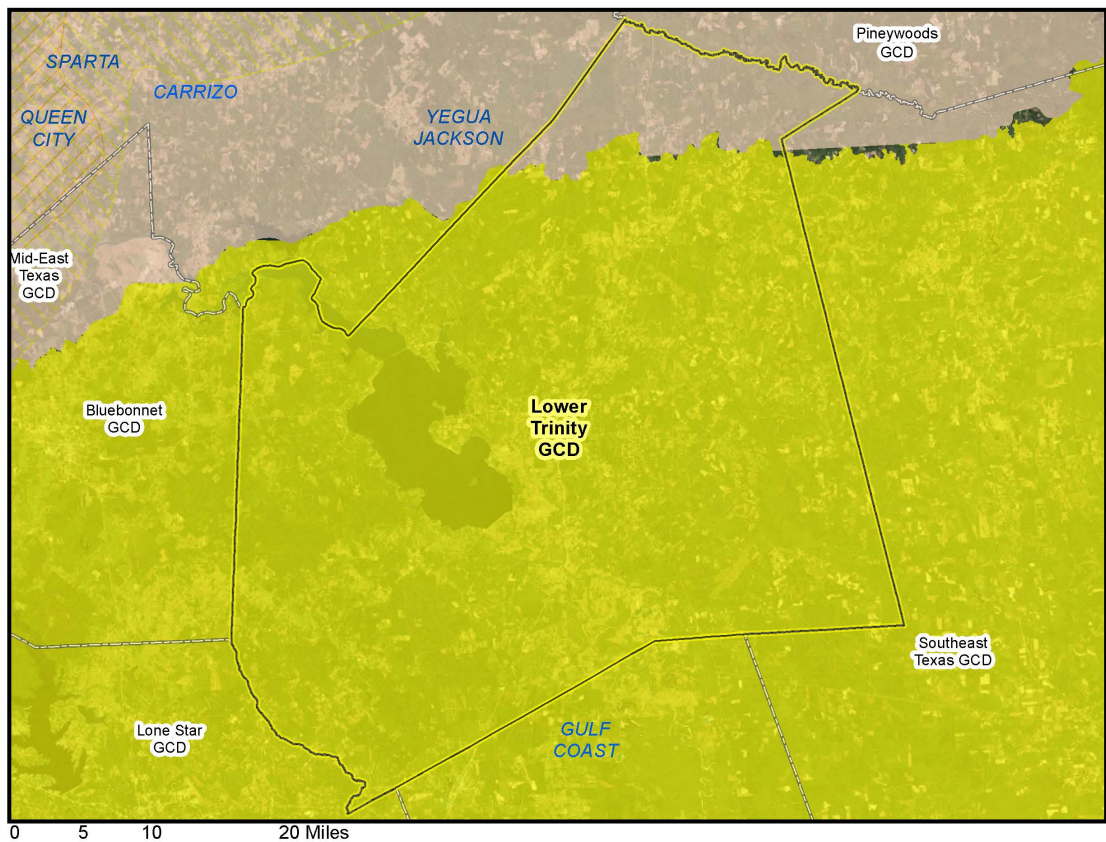 Pineywoods
GCD
SPARTA
CARRIZO
QUEEN
CITY
YEGUA
JACKSON
Mid-East
Texas
GCD
Bluebonnet
GCD
Lower
Trinity
GCD
Southeast
Texas GCD
Lone Star
GCD
GULF
COAST
0 5 10 20 Miles